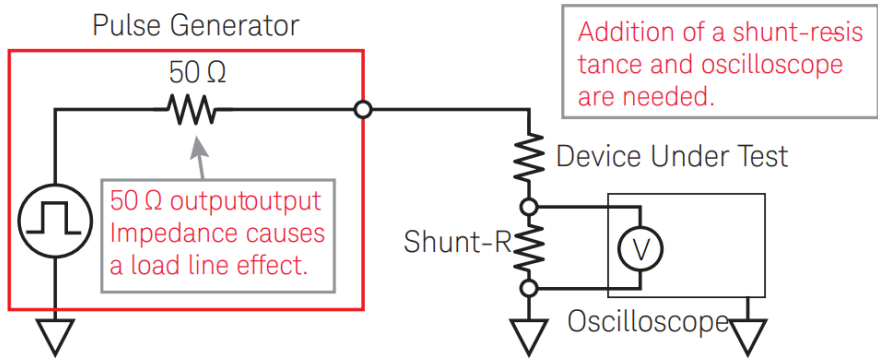 Pulse Generator
50 Ω
50 Ω outputoutput
Impedance causes
a load line effect.
Addition of a shunt-resis
tance and oscilloscope
are needed.
Device Under Test
Shunt-R
V
Oscilloscope